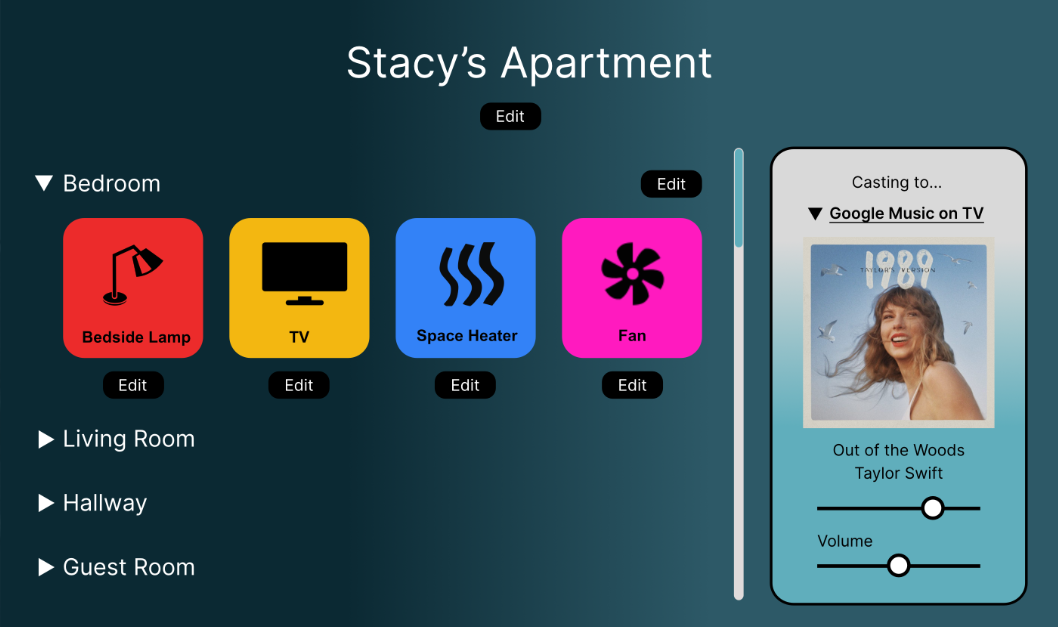 Stacy’s Apartment
Edit
Bedroom
Edit
Bedside Lamp
TV
Space Heater
Fan
Edit
Edit
Edit
Edit
Living Room
Hallway
Guest Room
Casting to...
Google Music on TV
1989
TAYLOR'S VERSION
Out of the Woods
Taylor Swift
Volume